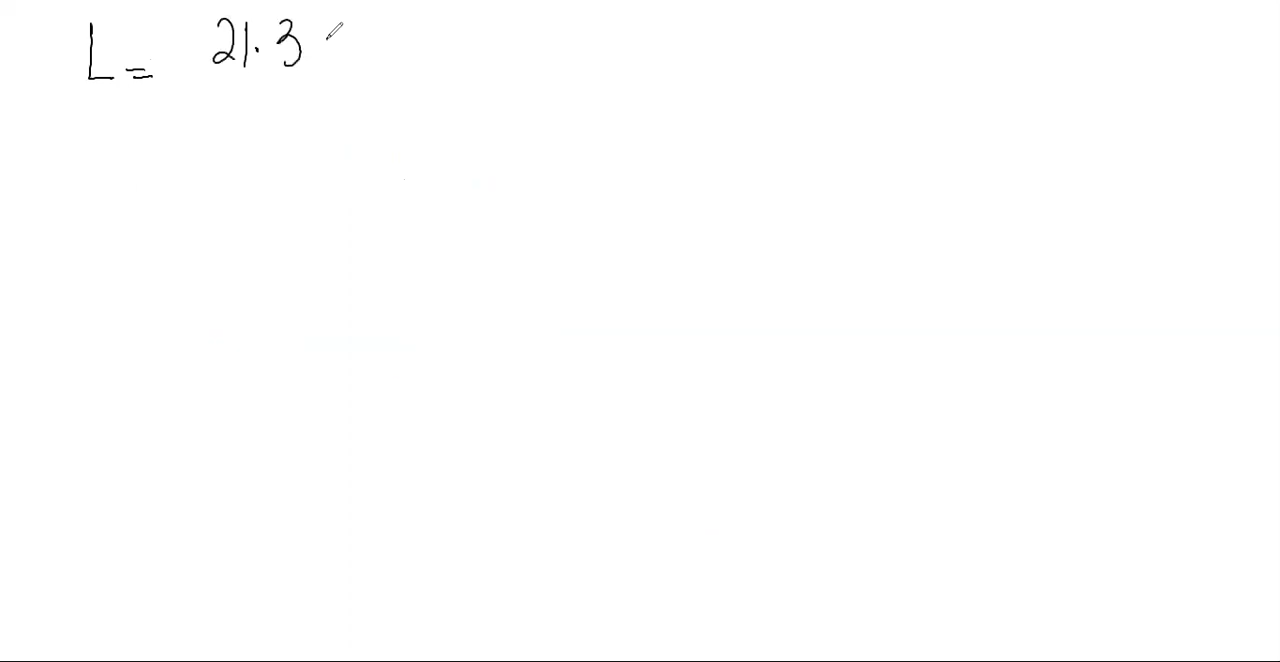 L = 21.3